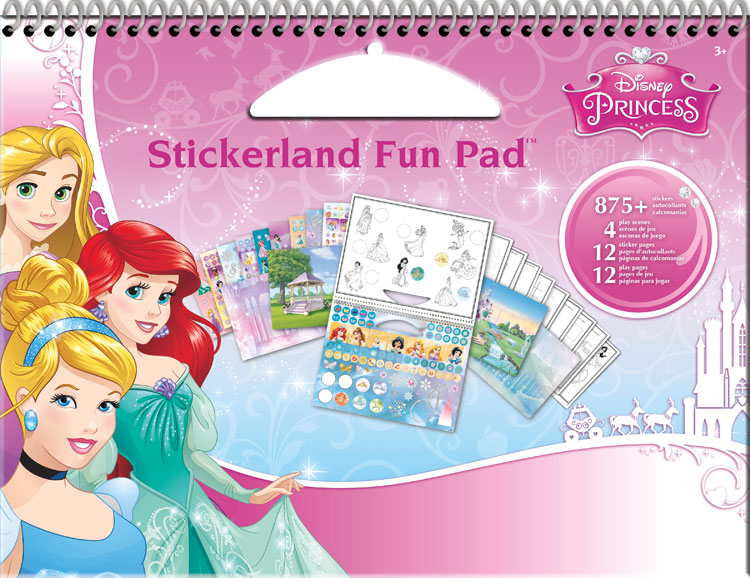 3+
Disney
PRINCESS
Stickerland Fun Pad™
875+ stickers
autocollants
calcomanías
4 play scenes
scènes de jeu
escenas de juego
12 sticker pages
pages d'autocollants
páginas de calcomanías
12 play pages
pages de jeu
páginas para jugar